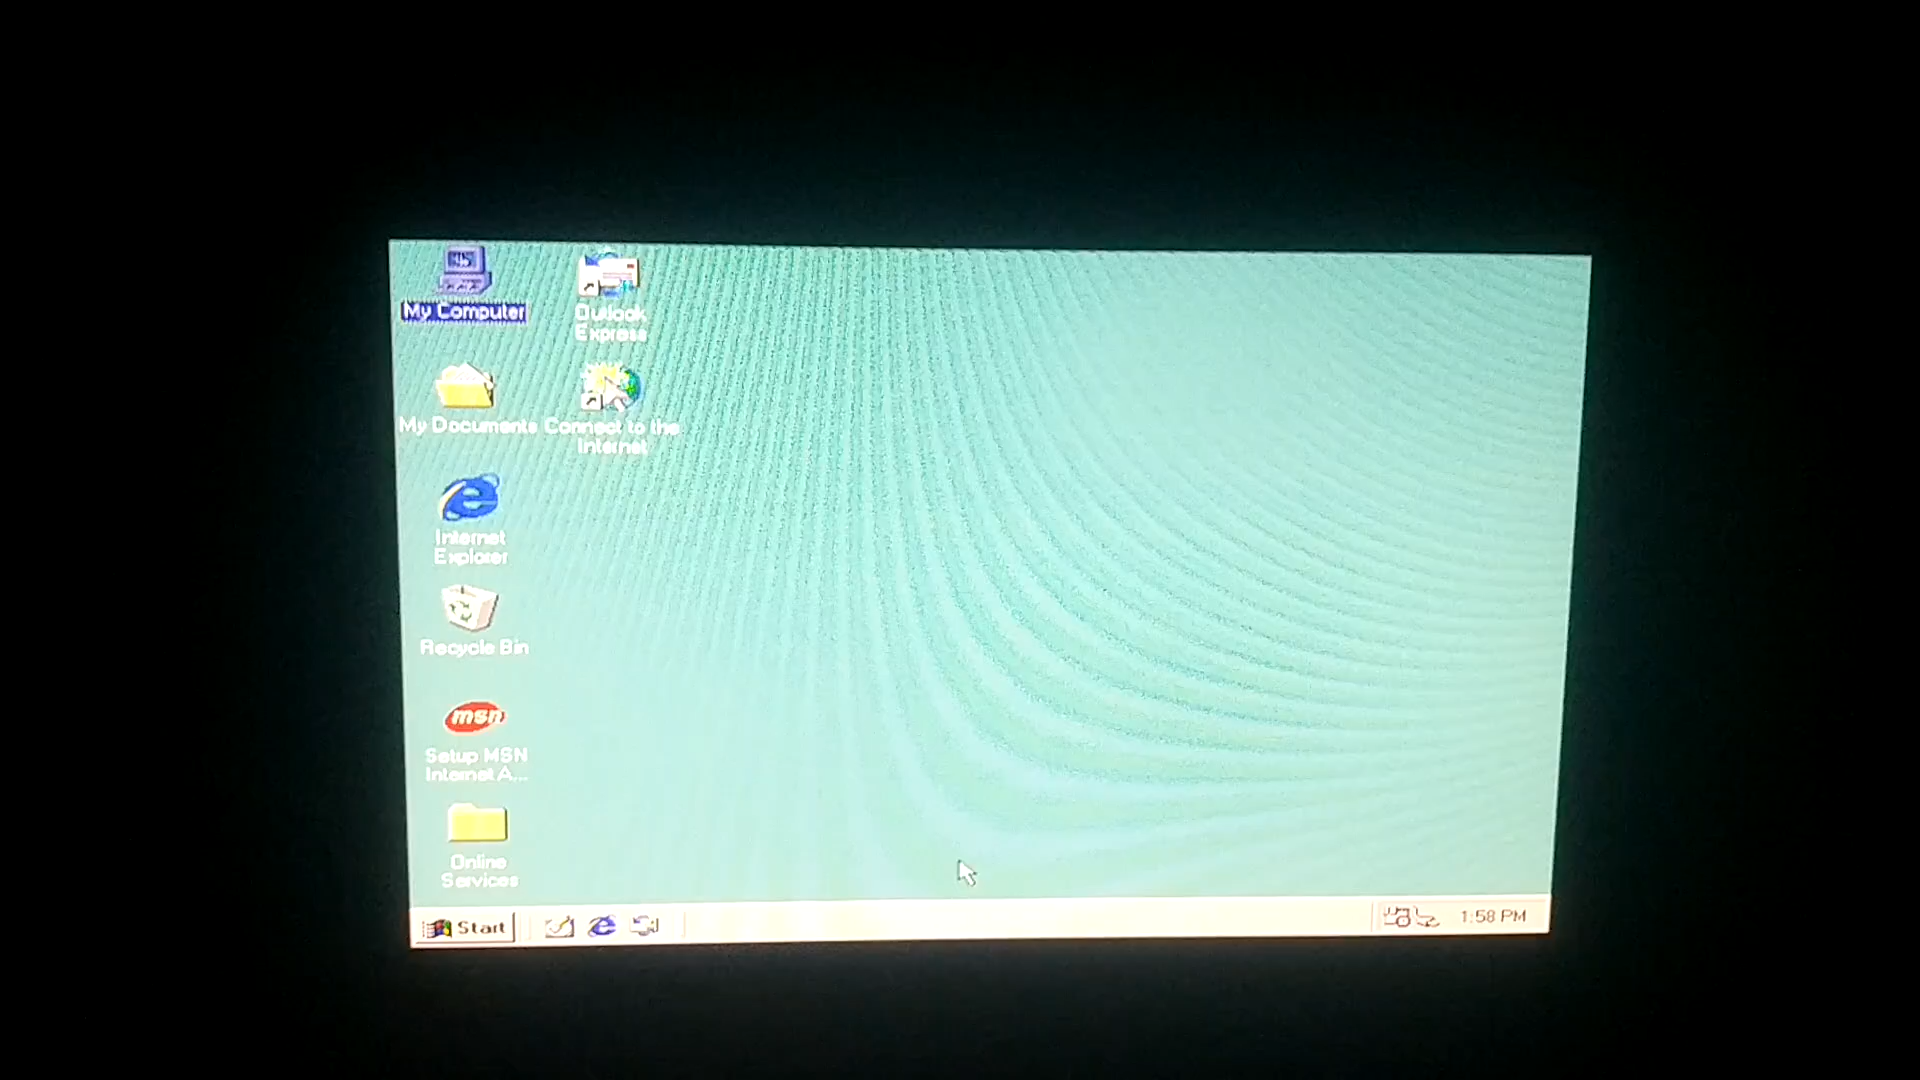 My Computer
Outlook
Express
My Documents
Connect to the
Internet
Internet
Explorer
Recycle Bin
msn
Setup MSN
Internet A...
Online
Services
Start
1:58 PM